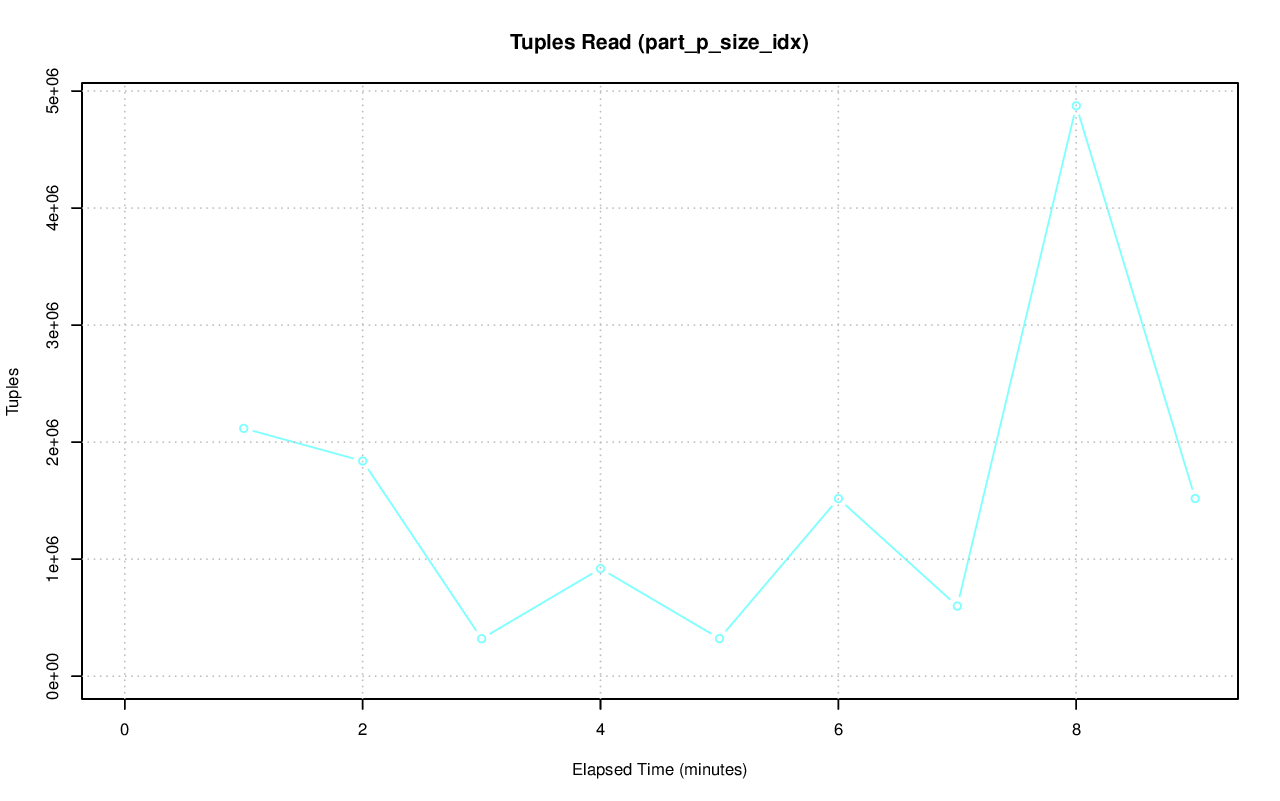 Tuples Read (part_p_size_idx)
5e+06
4e+06
3e+06
2e+06
1e+06
0e+00
Tuples
0 2 4 6 8
Elapsed Time (minutes)